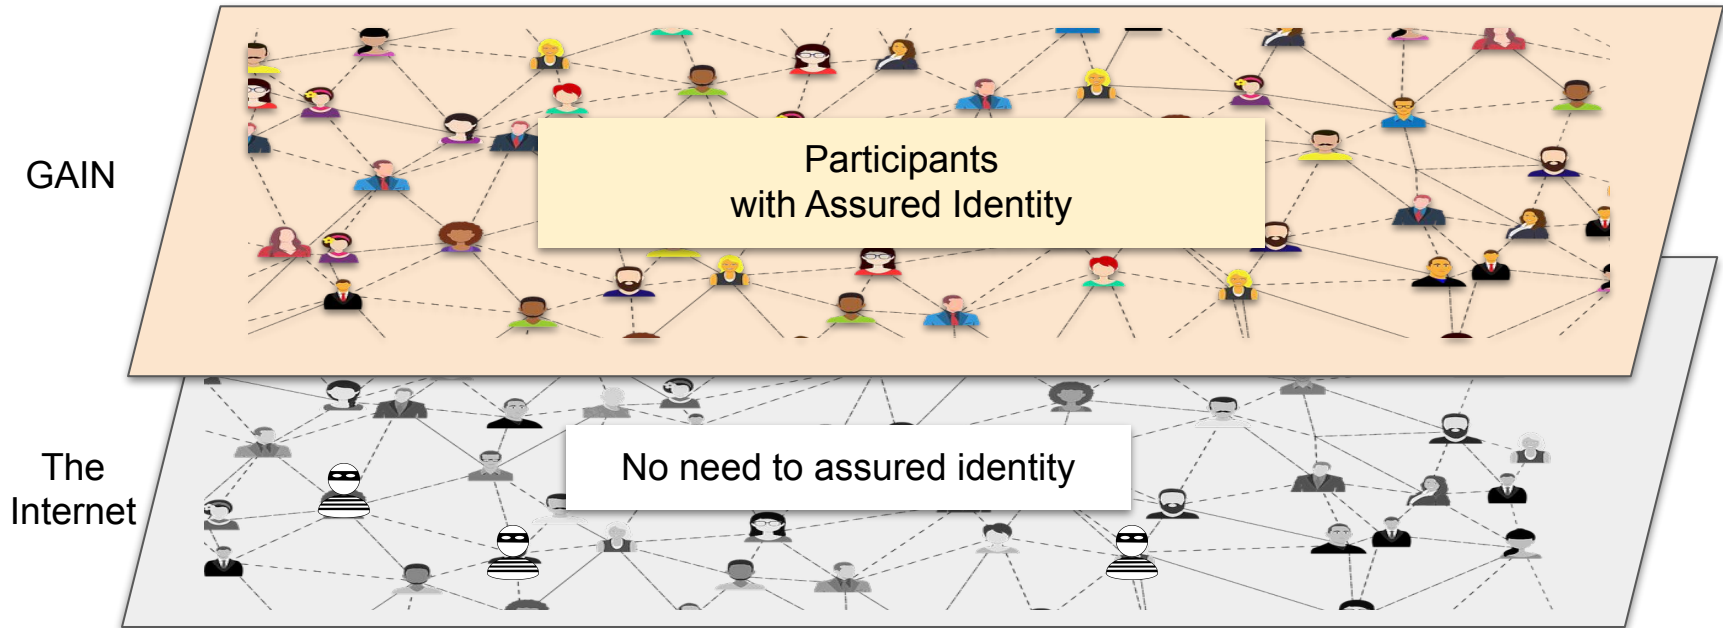 GAIN
Participants
with Assured Identity
The
Internet
No need to assured identity